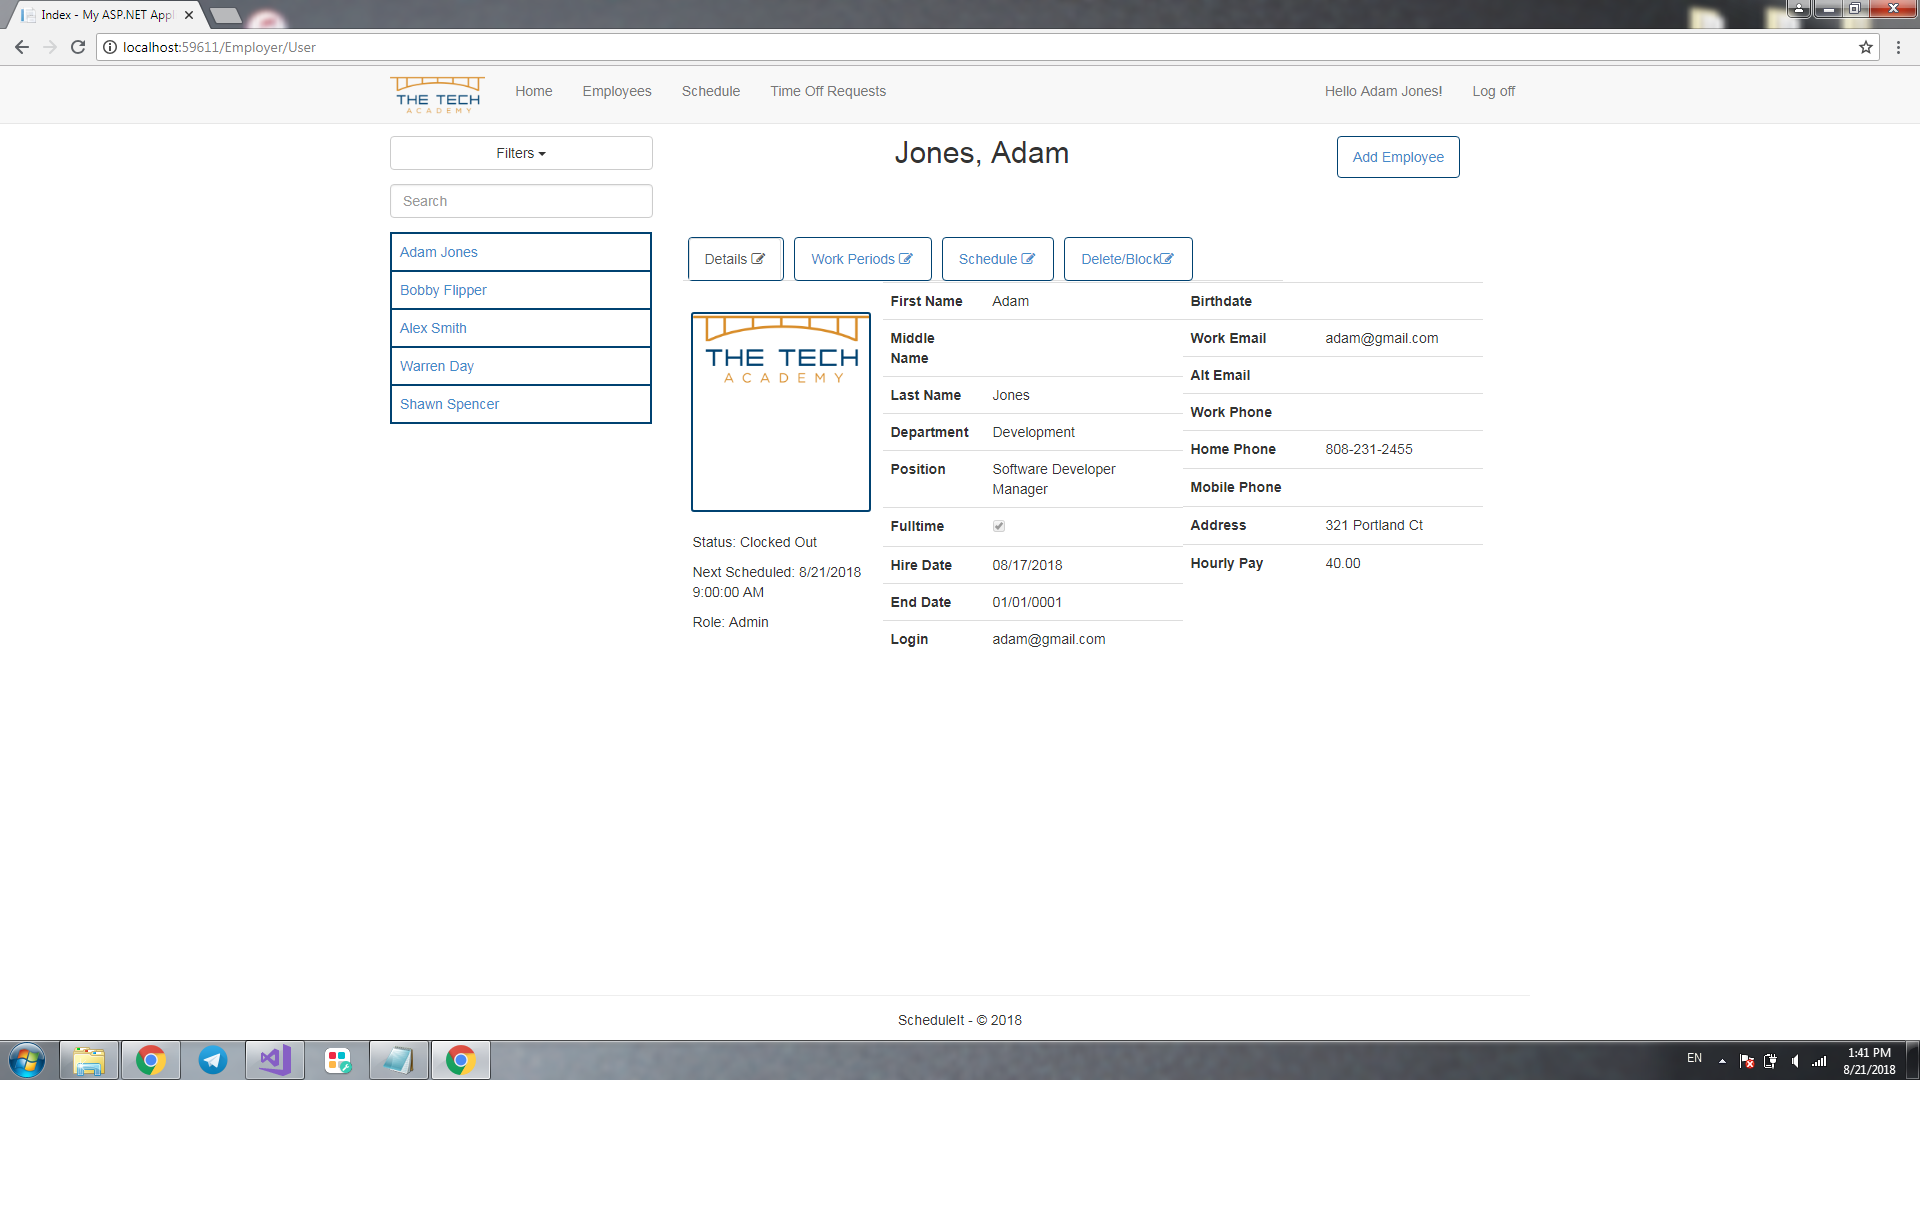 Index - My ASP.NET Appl
localhost:59611/Employer/User
THE TECH
ACADEMY
Home
Employees
Schedule
Time Off Requests
Hello Adam Jones!
Log off
Filters
Search
Adam Jones
Bobby Flipper
Alex Smith
Warren Day
Shawn Spencer
Jones, Adam
Add Employee
Details
Work Periods
Schedule
Delete/Block
THE TECH
ACADEMY
Status: Clocked Out
Next Scheduled: 8/21/2018
9:00:00 AM
Role: Admin
First Name Adam
Middle
Name
Last Name Jones
Department Development
Position Software Developer
Manager
Fulltime
Hire Date 08/17/2018
End Date 01/01/0001
Login adam@gmail.com
Birthdate
Work Email adam@gmail.com
Alt Email
Work Phone
Home Phone 808-231-2455
Mobile Phone
Address 321 Portland Ct
Hourly Pay 40.00
ScheduleIt - © 2018
EN
1:41 PM
8/21/2018